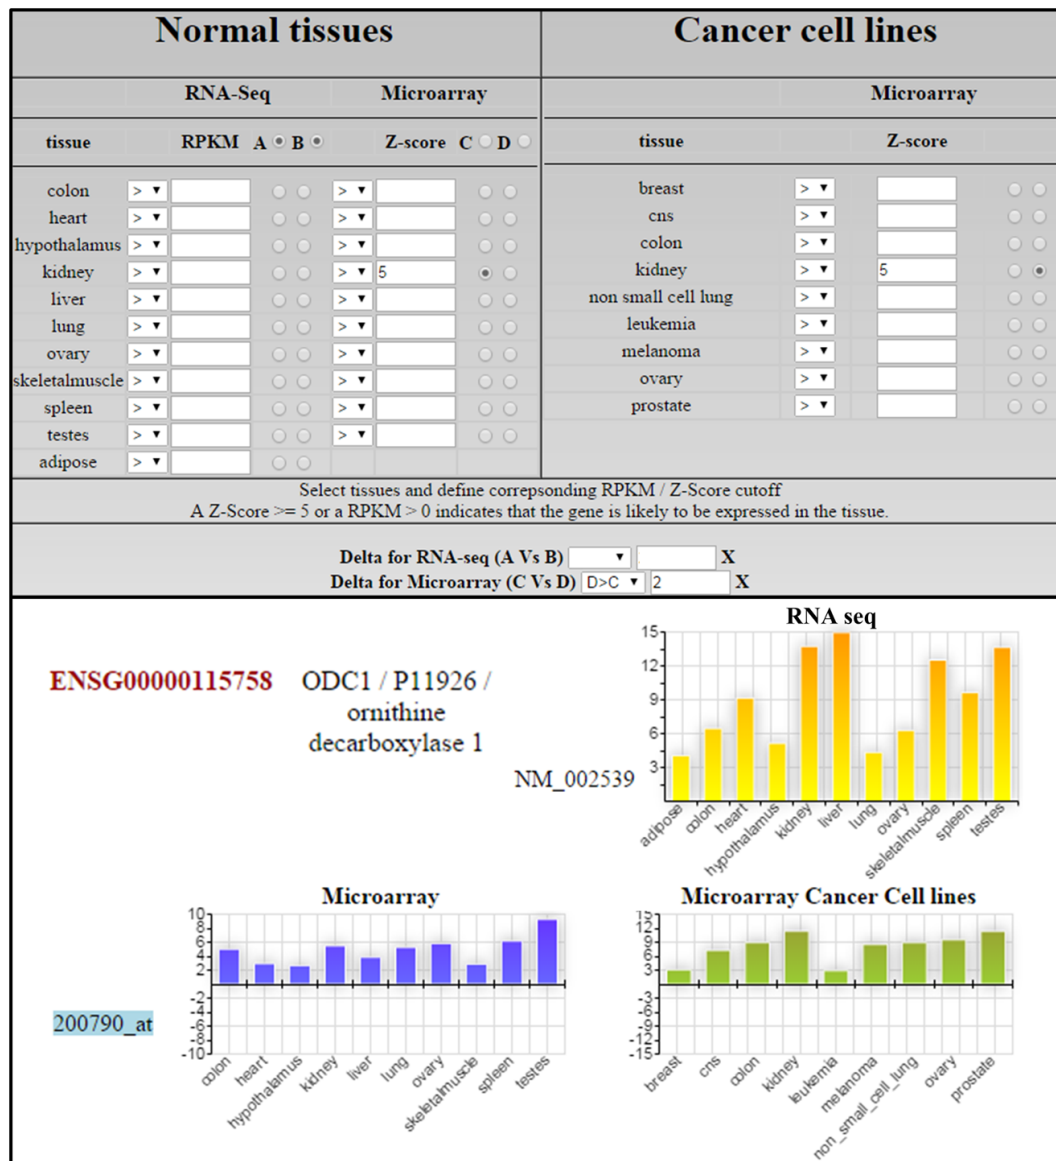 Normal tissues
Cancer cell lines
RNA-Seq Microarray
Microarray
tissue RPKM A B Z-score C D
tissue Z-score
colon > >
heart > >
hypothalamus > >
kidney > > 5
liver > >
lung > >
ovary > >
skeletalmuscle > >
spleen > >
testes > >
adipose >
breast >
cns >
colon >
kidney > 5
non small cell lung >
leukemia >
melanoma >
ovary >
prostate >
Select tissues and define correpsonding RPKM / Z-Score cutoff
A Z-Score >= 5 or a RPKM > 0 indicates that the gene is likely to be expressed in the tissue.
Delta for RNA-seq (A Vs B) X
Delta for Microarray (C Vs D) D>C 2 X
ENSG00000115758
ODC1 / P11926 /
ornithine
decarboxylase 1
NM_002539
RNA seq
15
12
9
6
3
adipose
colon
heart
hypothalamus
kidney
liver
lung
ovary
skeletalmuscle
spleen
testes
200790_at
Microarray
10
8
6
4
2
-2
-4
-6
-8
-10
colon
heart
hypothalamus
kidney
liver
lung
ovary
skeletalmuscle
spleen
testes
Microarray Cancer Cell lines
15
12
9
6
3
-3
-6
-9
-12
-15
breast
cns
colon
kidney
leukemia
melanoma
non_small_cell_lung
ovary
prostate